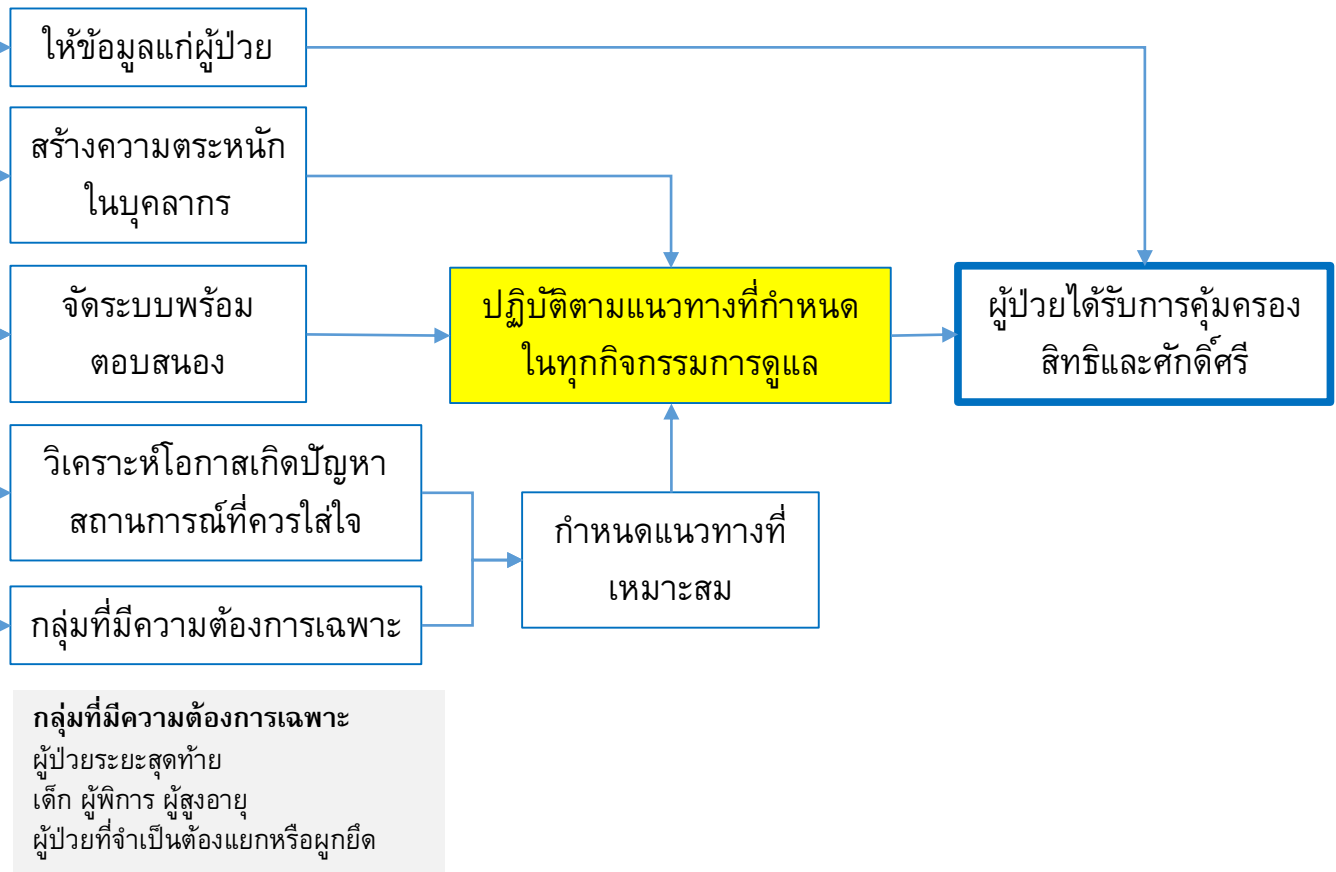 ให้ข้อมูลแก่ผู้ป่วย
สร้างความตระหนัก
ในบุคลากร
จัดระบบพร้อม
ตอบสนอง
ปฏิบัติตามแนวทางที่กำหนด
ในทุกกิจกรรมการดูแล
ผู้ป่วยได้รับการคุ้มครอง
สิทธิและศักดิ์ศรี
วิเคราะห์โอกาสเกิดปัญหา
สถานการณ์ที่ควรใส่ใจ
กำหนดแนวทางที่
เหมาะสม
กลุ่มที่มีความต้องการเฉพาะ
กลุ่มที่มีความต้องการเฉพาะ
ผู้ป่วยระยะสุดท้าย
เด็ก ผู้พิการ ผู้สูงอายุ
ผู้ป่วยที่จำเป็นต้องแยกหรือผูกยึด